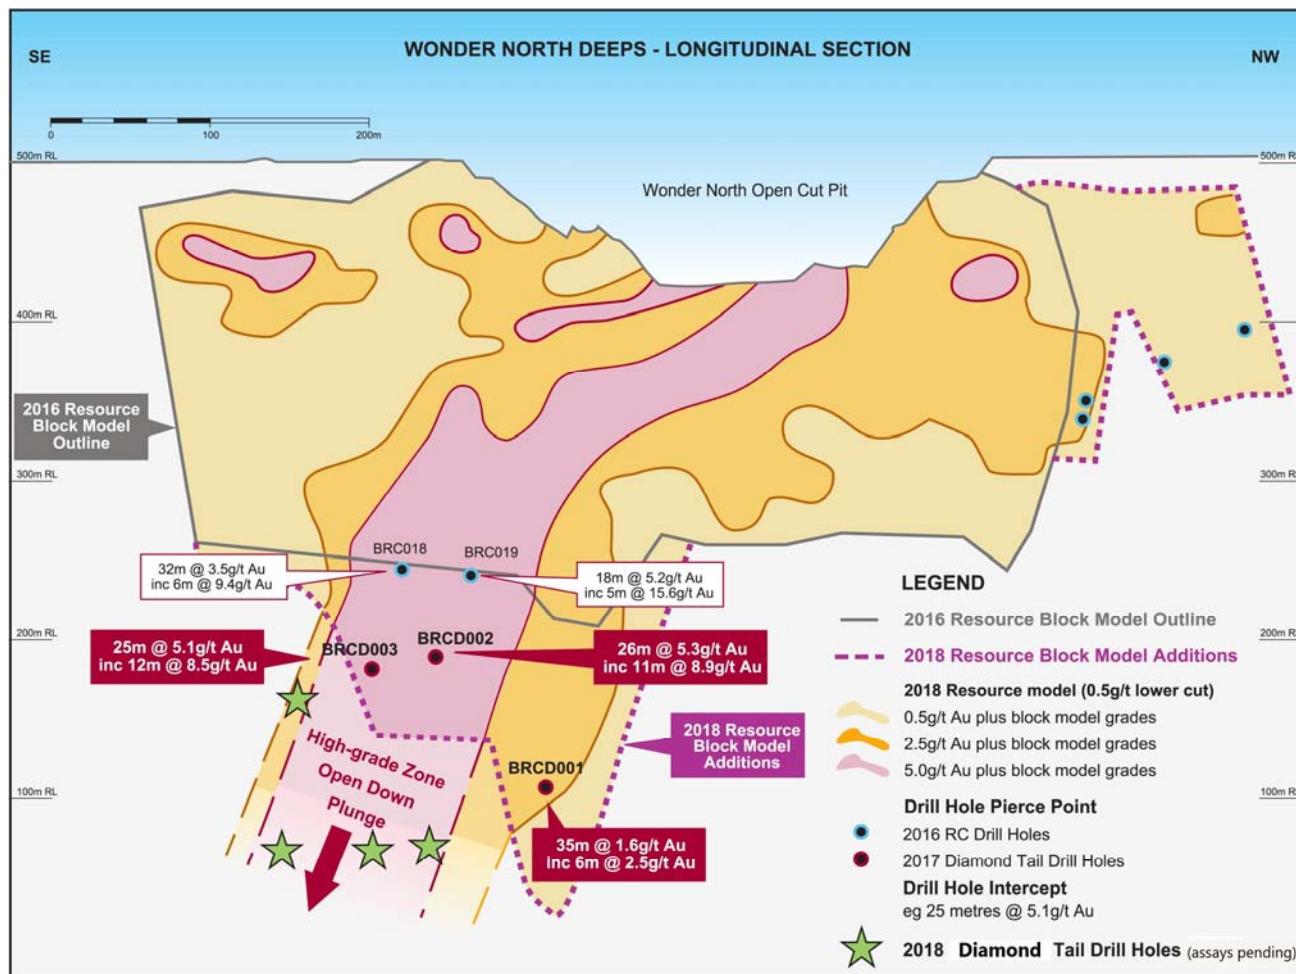 WONDER NORTH DEEPS - LONGITUDINAL SECTION
SE
NW
0
100
200m
500m RL
500m RL
Wonder North Open Cut Pit
400m RL
400m RL
2016 Resource
Block Model
Outline
300m RL
300m RL
BRC018
BRC019
32m @ 3.5g/t Au
inc 6m @ 9.4g/t Au
18m @ 5.2g/t Au
inc 5m @ 15.6g/t Au
200m RL
200m RL
25m @ 5.1g/t Au
inc 12m @ 8.5g/t Au
BRCD003
BRCD002
26m @ 5.3g/t Au
inc 11m @ 8.9g/t Au
High-grade Zone
Open Down
Plunge
2018 Resource
Block Model
Additions
BRCD001
100m RL
100m RL
35m @ 1.6g/t Au
inc 6m @ 2.5g/t Au
LEGEND
2016 Resource Block Model Outline
2018 Resource Block Model Additions
2018 Resource model (0.5g/t lower cut)
0.5g/t Au plus block model grades
2.5g/t Au plus block model grades
5.0g/t Au plus block model grades
Drill Hole Pierce Point
2016 RC Drill Holes
2017 Diamond Tail Drill Holes
Drill Hole Intercept
eg 25 metres @ 5.1g/t Au
2018 Diamond Tail Drill Holes (assays pending)